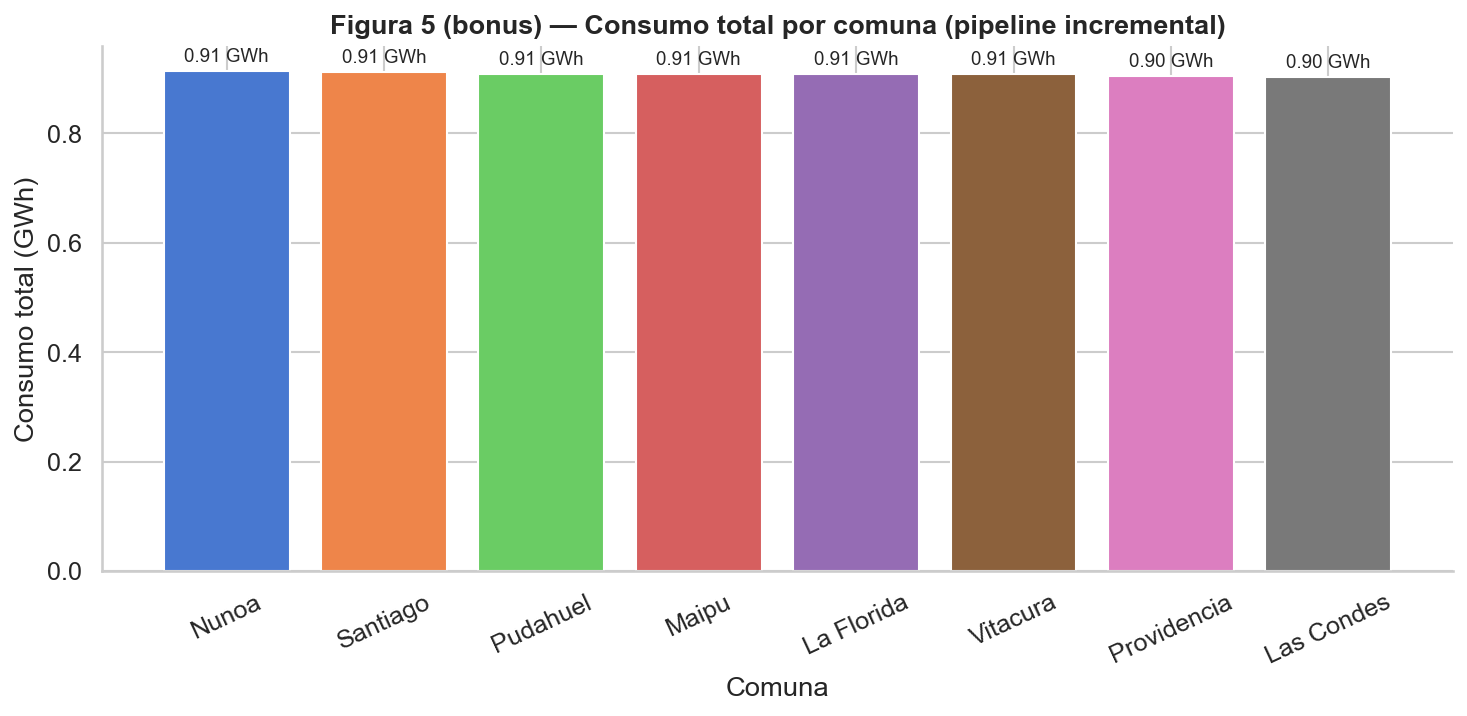 Figura 5 (bonus) — Consumo total por comuna (pipeline incremental)
0.91 GWh 0.91 GWh 0.91 GWh 0.91 GWh 0.91 GWh 0.91 GWh 0.90 GWh 0.90 GWh
Consumo total (GWh)
0.8
0.6
0.4
0.2
0.0
Nunoa Santiago Pudahuel Maipu La Florida Vitacura Providencia Las Condes
Comuna